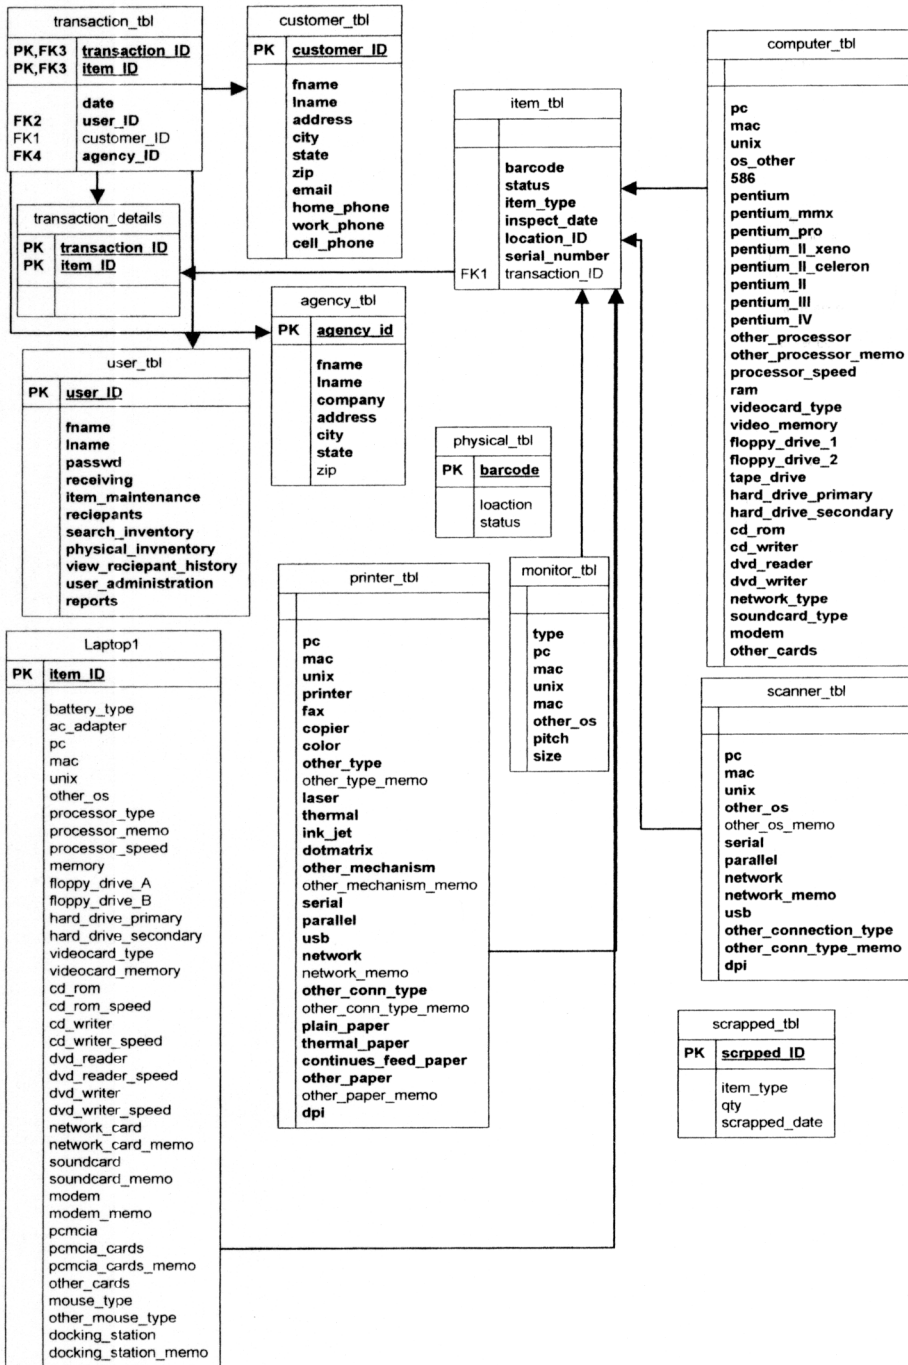 transaction_tbl
PK,FK3 transaction_ID
PK,FK3 item_ID
date
FK2 user_ID
FK1 customer_ID
FK4 agency_ID
customer_tbl
PK customer_ID
fname
lname
address
city
state
zip
email
home_phone
work_phone
cell_phone
transaction_details
PK transaction_ID
PK item_ID
item_tbl
barcode
status
item_type
inspect_date
location_ID
serial_number
FK1 transaction_ID
computer_tbl
pc
mac
unix
os_other
586
pentium
pentium_mmx
pentium_pro
pentium_II_xeno
pentium_II_celeron
pentium_II
pentium_III
pentium_IV
other_processor
other_processor_memo
processor_speed
ram
videocard_type
video_memory
floppy_drive_1
floppy_drive_2
tape_drive
hard_drive_primary
hard_drive_secondary
cd_rom
cd_writer
dvd_reader
dvd_writer
network_type
soundcard_type
modem
other_cards
agency_tbl
PK agency_id
fname
lname
company
address
city
state
zip
user_tbl
PK user_ID
fname
lname
passwd
receiving
item_maintenance
reciepants
search_inventory
physical_invnentory
view_reciepant_history
user_administration
reports
physical_tbl
PK barcode
loaction
status
printer_tbl
pc
mac
unix
printer
fax
copier
color
other_type
other_type_memo
laser
thermal
ink_jet
dotmatrix
other_mechanism
other_mechanism_memo
serial
parallel
usb
network
network_memo
other_conn_type
other_conn_type_memo
plain_paper
thermal_paper
continues_feed_paper
other_paper
other_paper_memo
dpi
monitor_tbl
type
pc
mac
unix
mac
other_os
pitch
size
Laptop1
PK item_ID
battery_type
ac_adapter
pc
mac
unix
other_os
processor_type
processor_memo
processor_speed
memory
floppy_drive_A
floppy_drive_B
hard_drive_primary
hard_drive_secondary
videocard_type
videocard_memory
cd_rom
cd_rom_speed
cd_writer
cd_writer_speed
dvd_reader
dvd_reader_speed
dvd_writer
dvd_writer_speed
network_card
network_card_memo
soundcard
soundcard_memo
modem
modem_memo
pcmcia
pcmcia_cards
pcmcia_cards_memo
other_cards
mouse_type
other_mouse_type
docking_station
docking_station_memo
scanner_tbl
pc
mac
unix
other_os
other_os_memo
serial
parallel
network
network_memo
usb
other_connection_type
other_conn_type_memo
dpi
scrapped_tbl
PK scrpped_ID
item_type
qty
scrapped_date